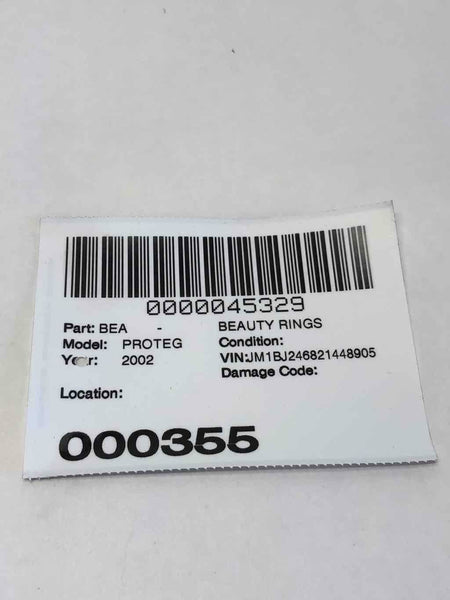 0000045329
Part: BEA - BEAUTY RINGS
Model: PROTEG Condition:
Year: 2002 VIN:JM1BJ246821448905
Damage Code:
Location:
000355